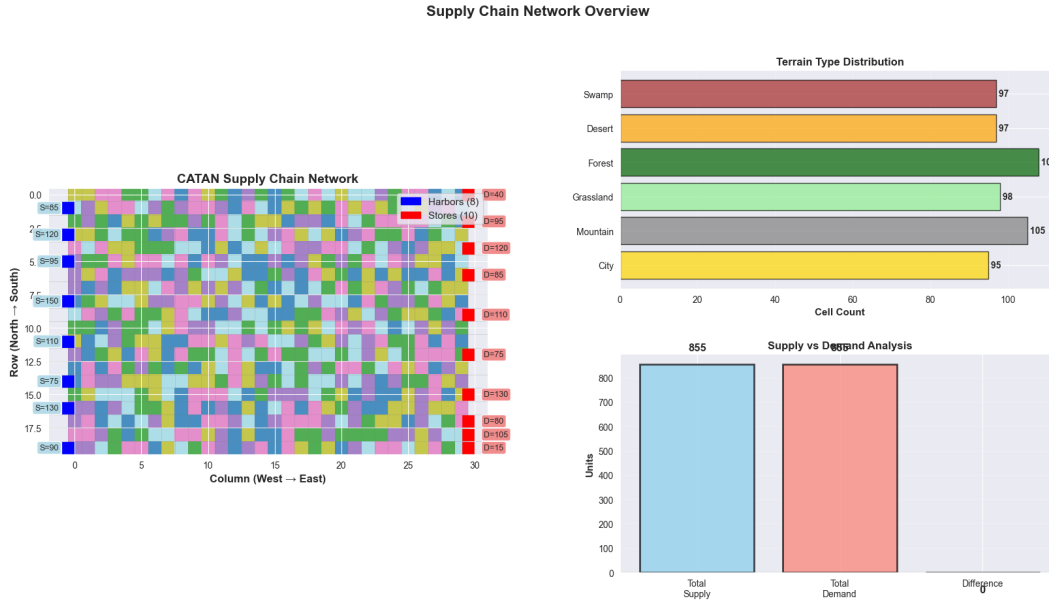 Supply Chain Network Overview
CATAN Supply Chain Network
Row (North → South)
0.0
2.5
5.0
7.5
10.0
12.5
15.0
17.5
S=85
S=120
S=95
S=150
S=110
S=75
S=130
S=90
Harbors (8)
Stores (10)
D=40
D=95
D=120
D=85
D=110
D=75
D=130
D=80
D=105
D=15
0
5
10
15
20
25
30
Column (West → East)
Terrain Type Distribution
Swamp
97
Desert
97
Forest
10
Grassland
98
Mountain
105
City
95
0
20
40
60
80
100
Cell Count
Supply vs Demand Analysis
855
855
Units
800
700
600
500
400
300
200
100
0
Total
Supply
Total
Demand
Difference
0